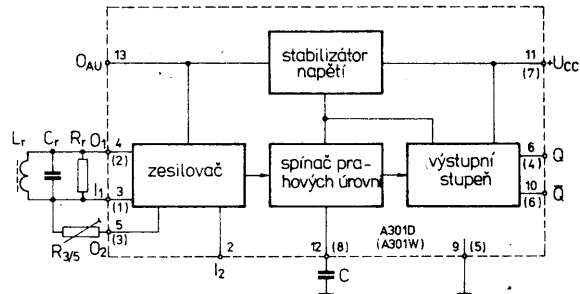 O_AU 13
stabilizátor
napětí
11
(7)
+U_CC
L_r C_r R_r O_1 4
(2)
zesilovač
spínač pra-
hových úrovní
výstupní
stupeň
6
(4)
Q
10
(6)
Q̅
I_1 3
(1)
5
(3)
O_2
R_3/5
2
I_2
12 (8)
C
A301D
(A301W)
9 (5)